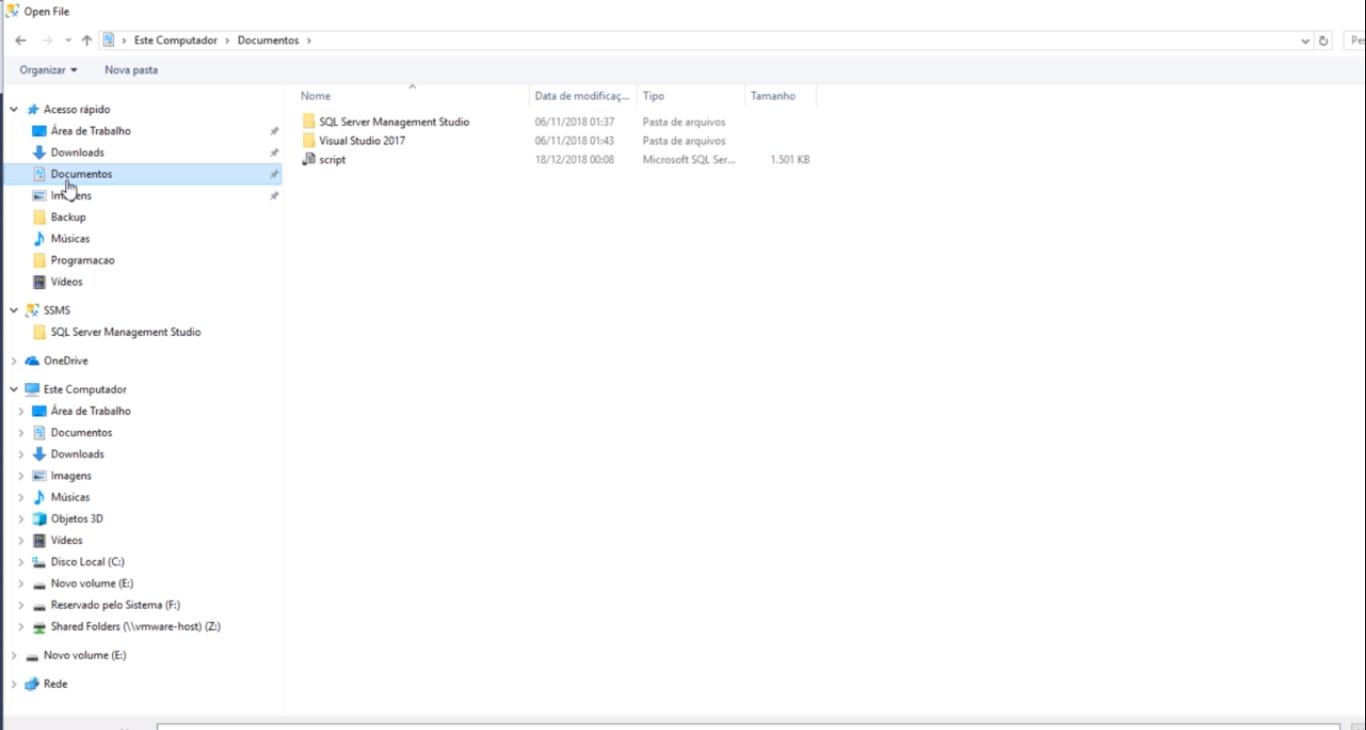 Open File
Este Computador > Documentos >
Pe
Organizar
Nova pasta
Nome
Data de modificaç...
Tipo
Tamanho
SQL Server Management Studio 06/11/2018 01:37 Pasta de arquivos
Visual Studio 2017 06/11/2018 01:43 Pasta de arquivos
script 18/12/2018 00:08 Microsoft SQL Ser... 1.501 KB
Acesso rápido
Área de Trabalho
Downloads
Documentos
Backup
Músicas
Programacao
Vídeos
SSMS
SQL Server Management Studio
OneDrive
Este Computador
Área de Trabalho
Documentos
Downloads
Imagens
Músicas
Objetos 3D
Vídeos
Disco Local (C:)
Novo volume (E:)
Reservado pelo Sistema (F:)
Shared Folders (\\vmware-host) (Z:)
Novo volume (E:)
Rede